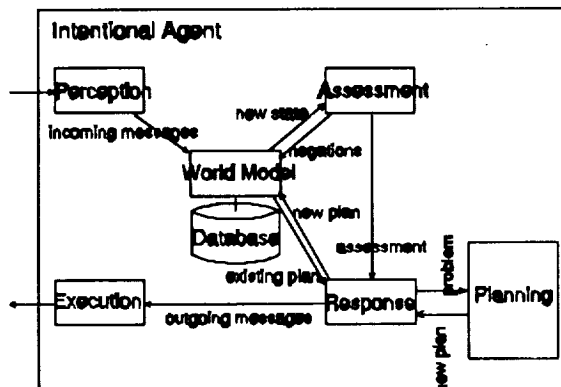 Intentional Agent
Perception
Assessment
new state
incoming messages
negations
World Model
new plan
Database
assessment
problem
existing plan
Planning
Execution
Response
outgoing messages
new plan